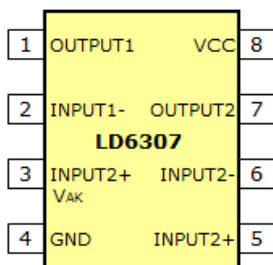 1 OUTPUT1 VCC 8
2 INPUT1- OUTPUT2 7
LD6307
3 INPUT2+ INPUT2- 6
VAK
4 GND INPUT2+ 5